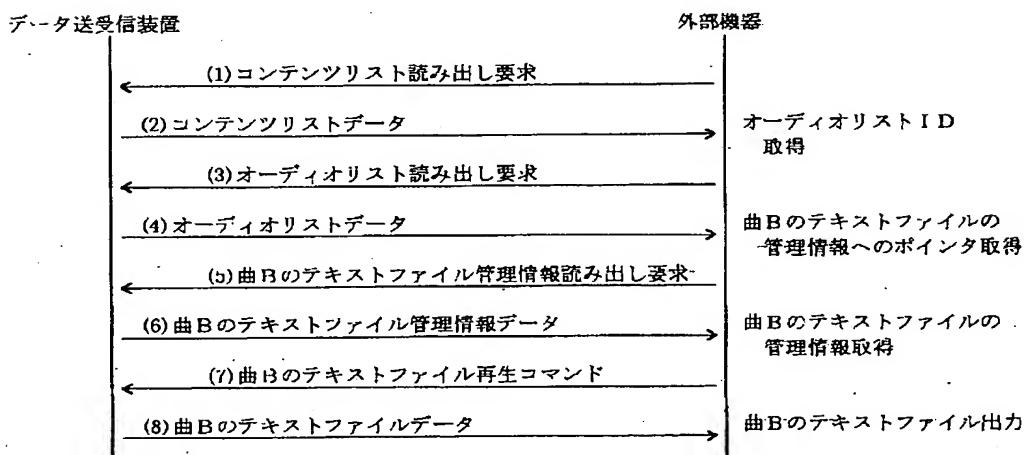 データ送受信装置
外部機器
(1)コンテンツリスト読み出し要求
(2)コンテンツリストデータ
オーディオリストID
取得
(3)オーディオリスト読み出し要求
(4)オーディオリストデータ
曲Bのテキストファイルの
管理情報へのポインタ取得
(5)曲Bのテキストファイル管理情報読み出し要求
(6)曲Bのテキストファイル管理情報データ
曲Bのテキストファイルの
管理情報取得
(7)曲Bのテキストファイル再生コマンド
(8)曲Bのテキストファイルデータ
曲Bのテキストファイル出力